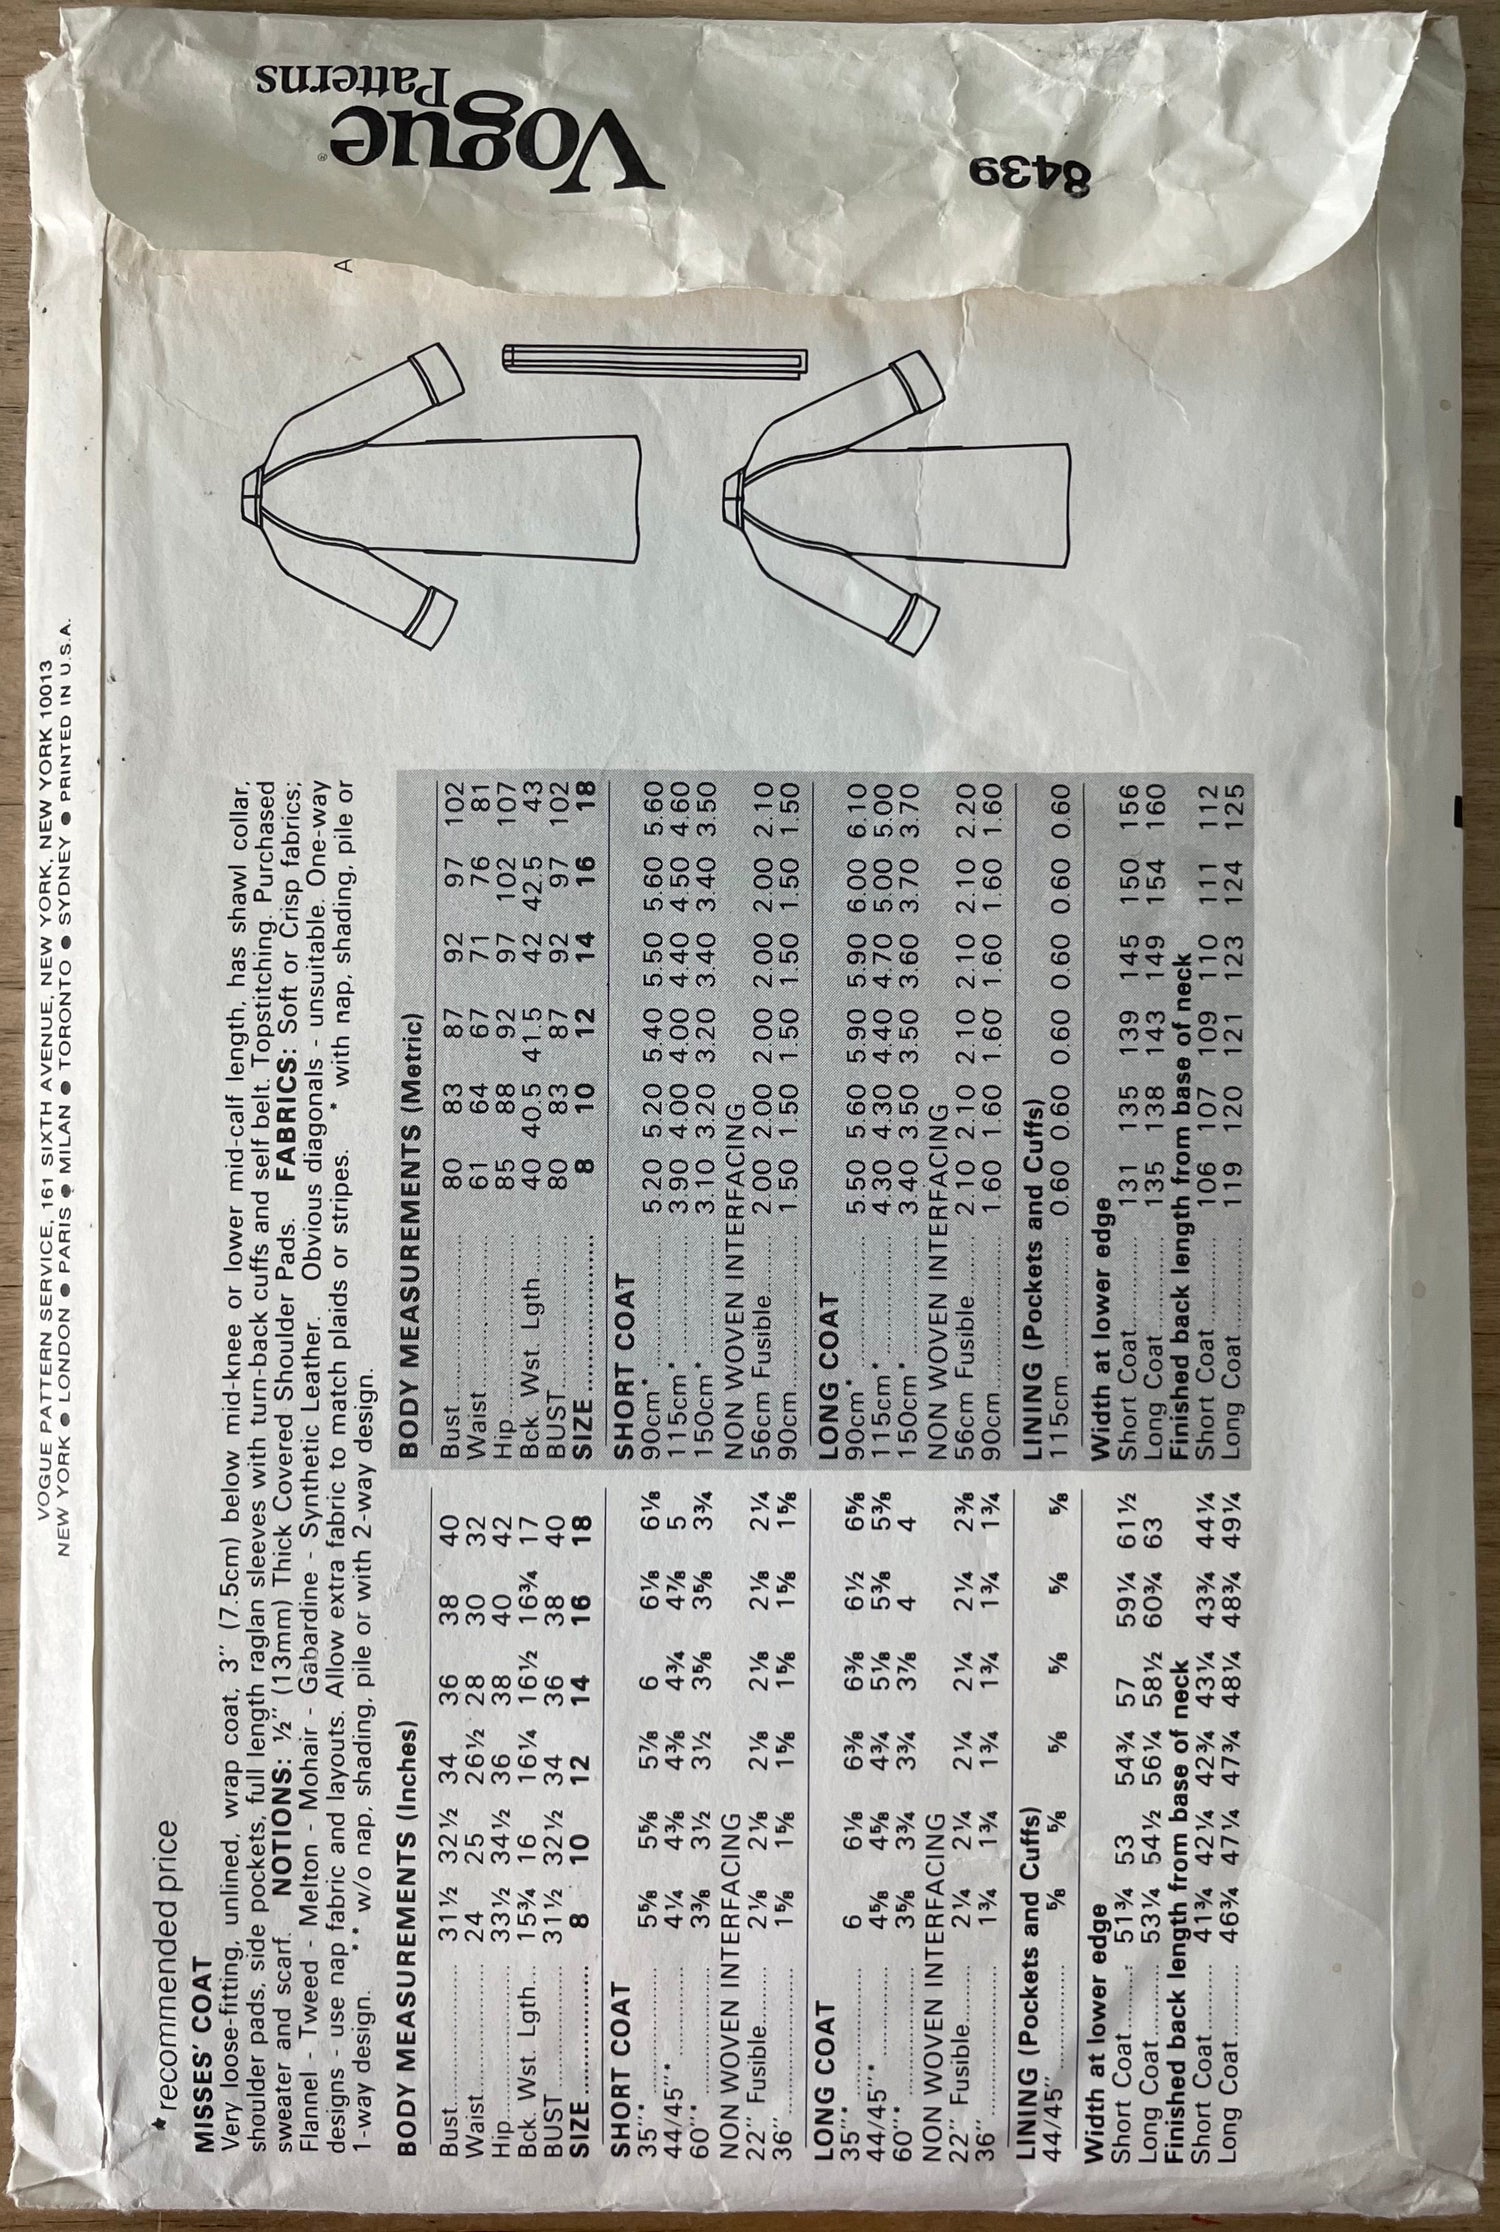 Vogue
Patterns
8439
A
VOGUE PATTERN SERVICE, 161 SIXTH AVENUE, NEW YORK, NEW YORK 10013
NEW YORK ● LONDON ● PARIS ● MILAN ● TORONTO ● SYDNEY ● PRINTED IN U.S.A.
*recommended price
MISSES' COAT
Very loose-fitting, unlined, wrap coat, 3'' (7.5cm) below mid-knee or lower mid-calf length, has shawl collar,
shoulder pads, side pockets, full length raglan sleeves with turn-back cuffs and self belt. Topstitching. Purchased
sweater and scarf. NOTIONS: ½'' (13mm) Thick Covered Shoulder Pads. FABRICS: Soft or Crisp fabrics;
Flannel - Tweed - Melton - Mohair - Gabardine - Synthetic Leather. Obvious diagonals - unsuitable. One-way
designs - use nap fabric and layouts. Allow extra fabric to match plaids or stripes. * with nap, shading, pile or
1-way design. ** w/o nap, shading, pile or with 2-way design.
BODY MEASUREMENTS (Inches)
Bust 31½ 32½ 34 36 38 40
Waist 24 25 26½ 28 30 32
Hip 33½ 34½ 36 38 40 42
Bck. Wst. Lgth 15¾ 16 16¼ 16½ 16¾ 17
BUST 31½ 32½ 34 36 38 40
SIZE 8 10 12 14 16 18
SHORT COAT
35''* 5⅝ 5⅝ 5⅞ 6 6⅛ 6⅛
44/45''* 4¼ 4⅜ 4⅜ 4¾ 4⅞ 5
60''* 3⅜ 3½ 3½ 3⅝ 3⅝ 3¾
NON WOVEN INTERFACING
22'' Fusible 2⅛ 2⅛ 2⅛ 2⅛ 2⅛ 2¼
36'' 1⅝ 1⅝ 1⅝ 1⅝ 1⅝ 1⅝
LONG COAT
35''* 6 6⅛ 6⅜ 6⅜ 6½ 6⅝
44/45''* 4⅝ 4⅝ 4¾ 5⅛ 5⅜ 5⅜
60''* 3⅝ 3¾ 3¾ 3⅞ 4 4
NON WOVEN INTERFACING
22'' Fusible 2¼ 2¼ 2¼ 2¼ 2¼ 2⅜
36'' 1¾ 1¾ 1¾ 1¾ 1¾ 1¾
LINING (Pockets and Cuffs)
44/45'' ⅝ ⅝ ⅝ ⅝ ⅝ ⅝
Width at lower edge
Short Coat 51¾ 53 54¾ 57 59¼ 61½
Long Coat 53¼ 54½ 56¼ 58½ 60¾ 63
Finished back length from base of neck
Short Coat 41¾ 42¼ 42¾ 43¼ 43¾ 44¼
Long Coat 46¾ 47¼ 47¾ 48¼ 48¾ 49¼
BODY MEASUREMENTS (Metric)
Bust 80 83 87 92 97 102
Waist 61 64 67 71 76 81
Hip 85 88 92 97 102 107
Bck. Wst. Lgth 40 40.5 41.5 42 42.5 43
BUST 80 83 87 92 97 102
SIZE 8 10 12 14 16 18
SHORT COAT
90cm* 5.20 5.20 5.40 5.50 5.60 5.60
115cm* 3.90 4.00 4.00 4.40 4.50 4.60
150cm* 3.10 3.20 3.20 3.40 3.40 3.50
NON WOVEN INTERFACING
56cm Fusible 2.00 2.00 2.00 2.00 2.00 2.10
90cm 1.50 1.50 1.50 1.50 1.50 1.50
LONG COAT
90cm* 5.50 5.60 5.90 5.90 6.00 6.10
115cm* 4.30 4.30 4.40 4.70 5.00 5.00
150cm* 3.40 3.50 3.50 3.60 3.70 3.70
NON WOVEN INTERFACING
56cm Fusible 2.10 2.10 2.10 2.10 2.10 2.20
90cm 1.60 1.60 1.60 1.60 1.60 1.60
LINING (Pockets and Cuffs)
115cm 0.60 0.60 0.60 0.60 0.60 0.60
Width at lower edge
Short Coat 131 135 139 145 150 156
Long Coat 135 138 143 149 154 160
Finished back length from base of neck
Short Coat 106 107 109 110 111 112
Long Coat 119 120 121 123 124 125